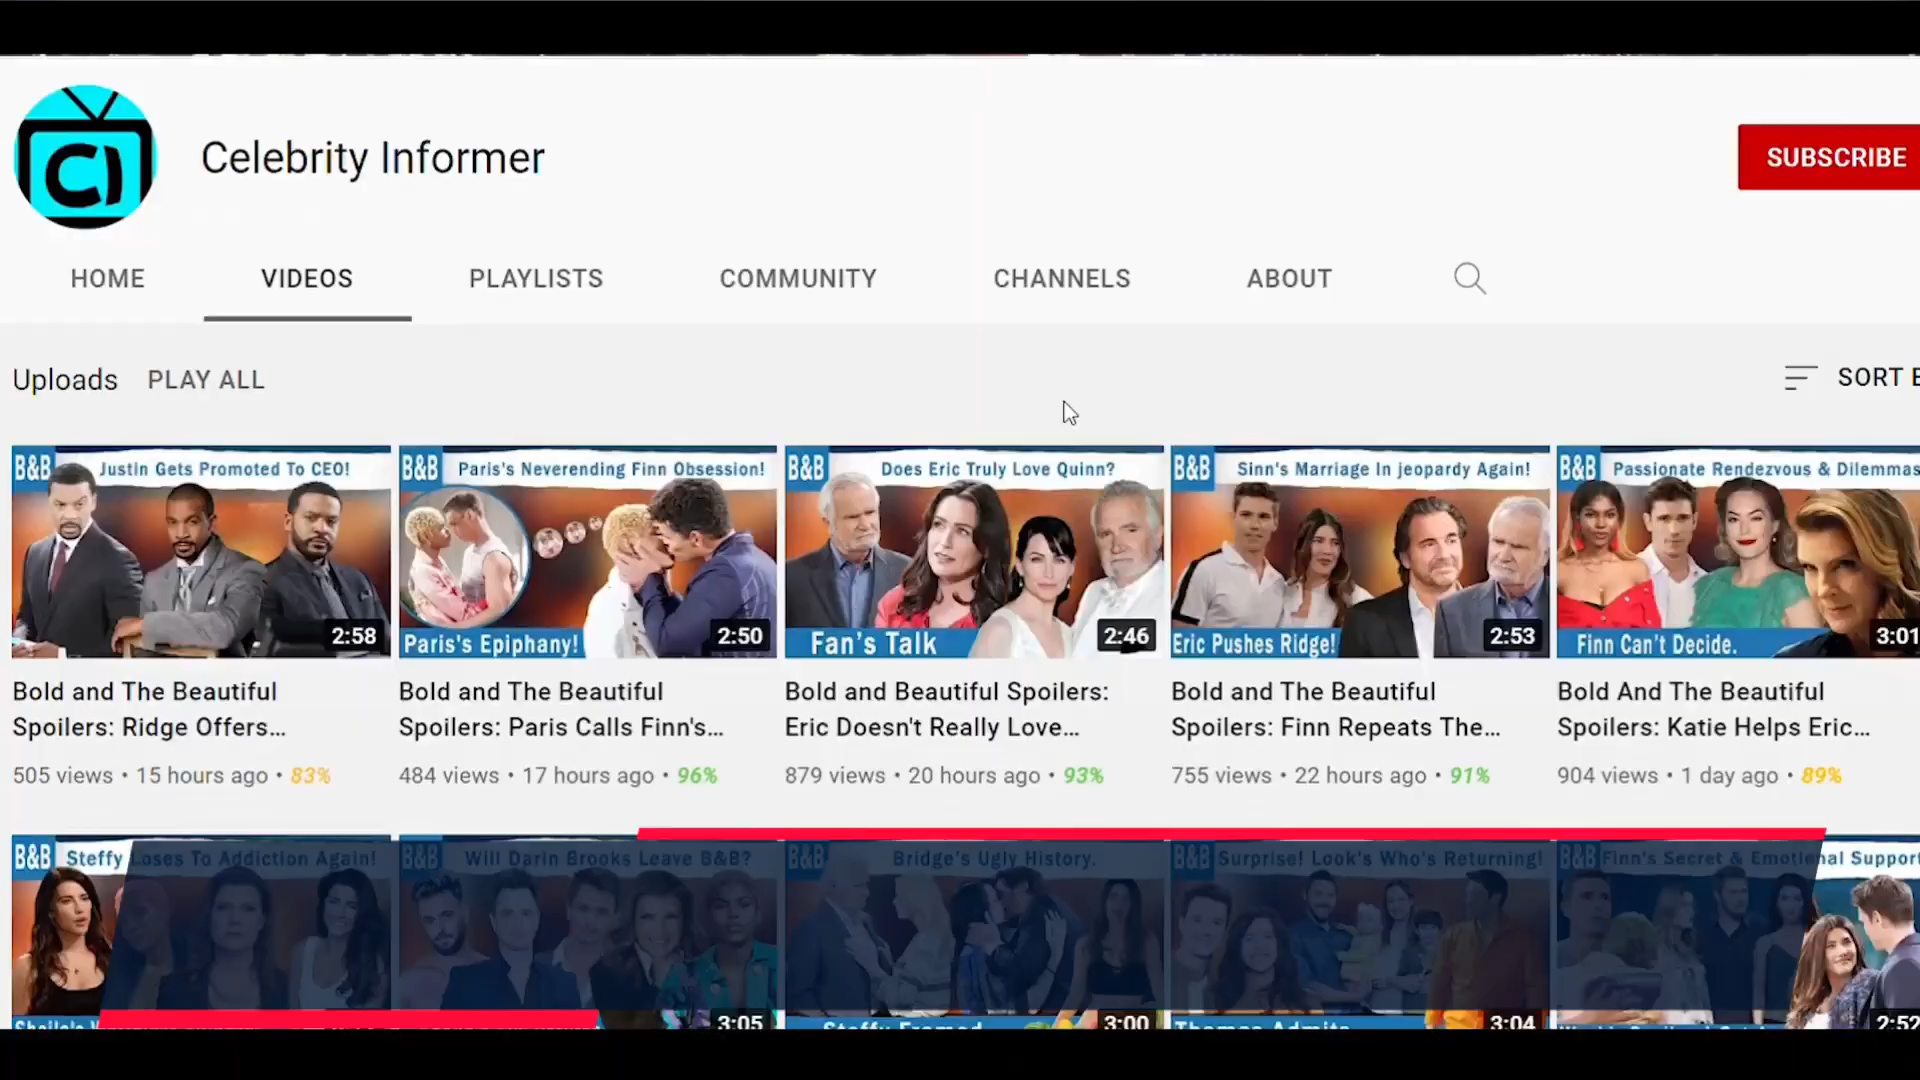 CI
Celebrity Informer
SUBSCRIBE
HOME
VIDEOS
PLAYLISTS
COMMUNITY
CHANNELS
ABOUT
Uploads
PLAY ALL
SORT
B&B
Justin Gets Promoted To CEO!
2:58
B&B
Paris's Neverending Finn Obsession!
Paris's Epiphany!
2:50
B&B
Does Eric Truly Love Quinn?
Fan's Talk
2:46
B&B
Sinn's Marriage In Jeopardy Again!
Eric Pushes Ridge!
2:53
B&B
Passionate Rendezvous & Dilemmas
Finn Can't Decide.
3:01
Bold and The Beautiful
Spoilers: Ridge Offers...
505 views • 15 hours ago • 83%
Bold and The Beautiful
Spoilers: Paris Calls Finn's...
484 views • 17 hours ago • 96%
Bold and Beautiful Spoilers:
Eric Doesn't Really Love...
879 views • 20 hours ago • 93%
Bold and The Beautiful
Spoilers: Finn Repeats The...
755 views • 22 hours ago • 91%
Bold And The Beautiful
Spoilers: Katie Helps Eric...
904 views • 1 day ago • 89%
B&B
Steffy Loses To Addiction Again!
B&B
Will Darin Brooks Leave B&B?
3:05
B&B
Bridge's Ugly History.
Steffy Framed
3:00
B&B
Surprise! Look's Who's Returning!
Thomas Admits
3:04
B&B
Finn's Secret & Emotional Support
2:52